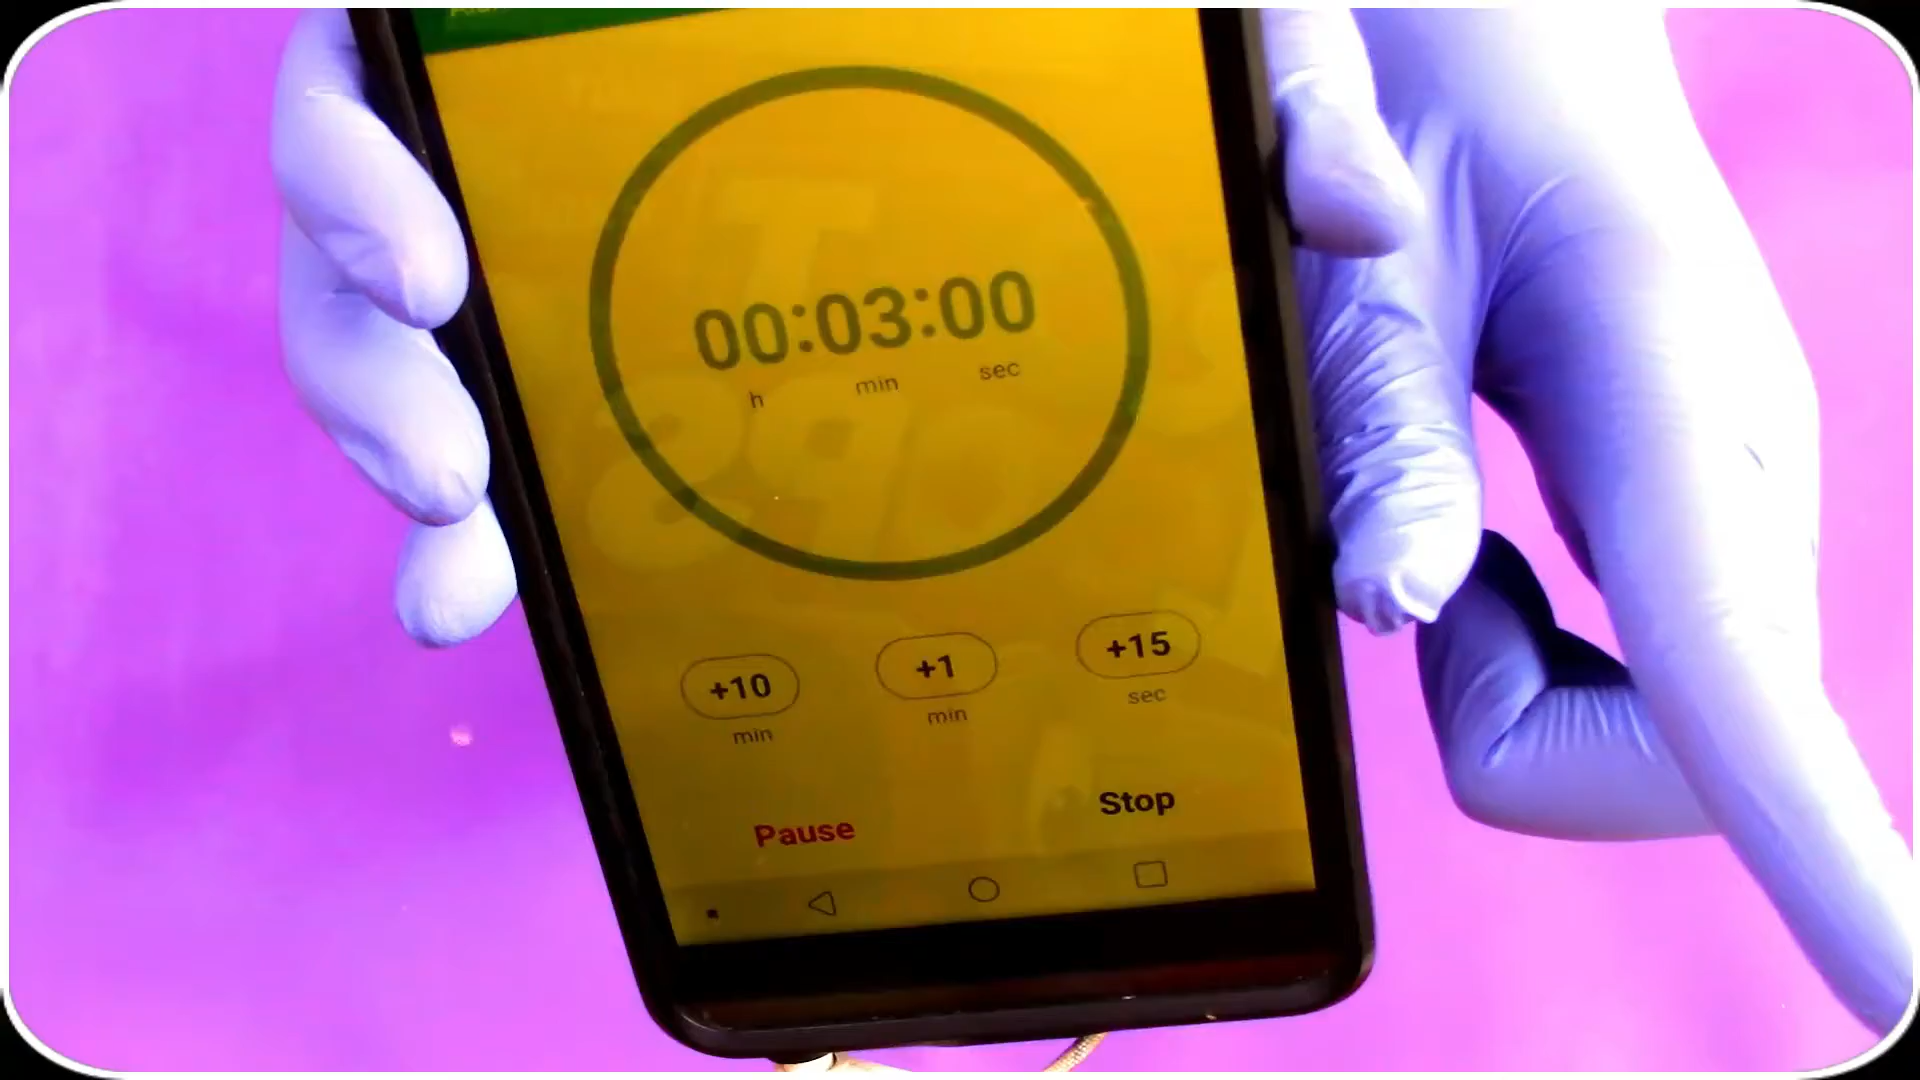 00:03:00
h min sec
+10 +1 +15
min min sec
Pause Stop